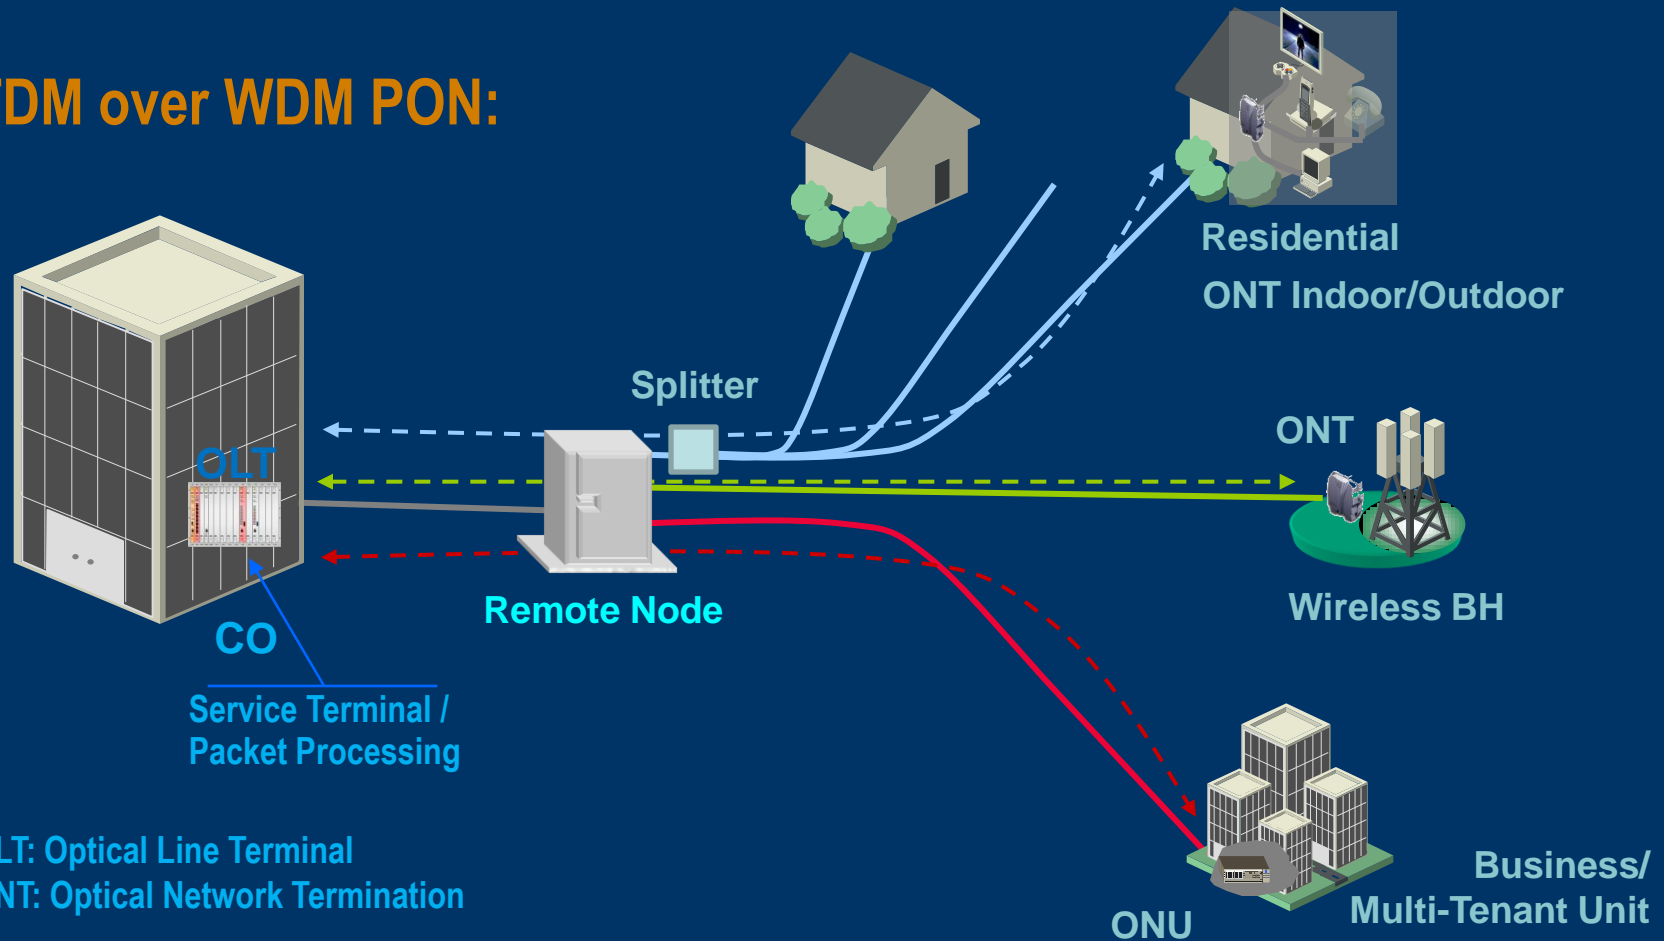 TDM over WDM PON:
Residential
ONT Indoor/Outdoor
Splitter
ONT
OLT
Remote Node
Wireless BH
CO
Service Terminal /
Packet Processing
LT: Optical Line Terminal
NT: Optical Network Termination
Business/
Multi-Tenant Unit
ONU